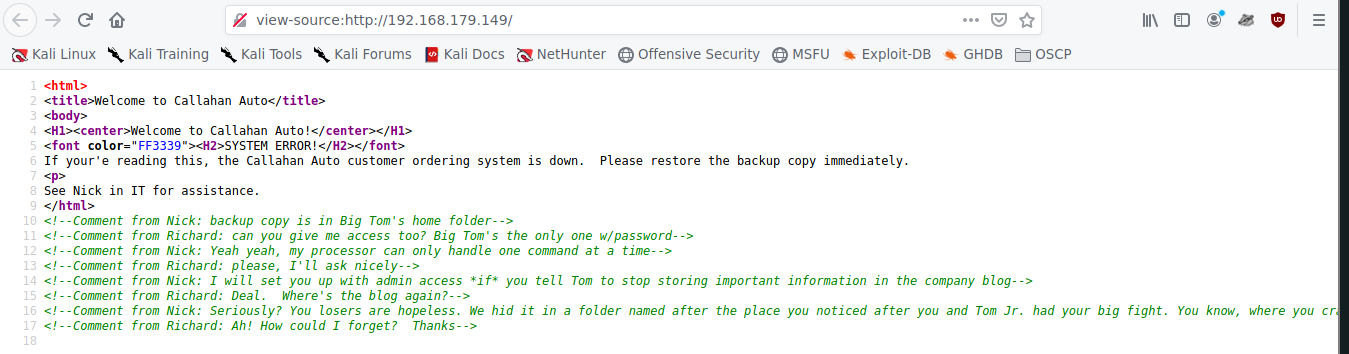 view-source:http://192.168.179.149/
Kali Linux Kali Training Kali Tools Kali Forums Kali Docs NetHunter Offensive Security MSFU Exploit-DB GHDB OSCP
1 <html>
2 <title>Welcome to Callahan Auto</title>
3 <body>
4 <H1><center>Welcome to Callahan Auto!</center></H1>
5 <font color="FF3339"><H2>SYSTEM ERROR!</H2></font>
6 If your'e reading this, the Callahan Auto customer ordering system is down.  Please restore the backup copy immediately.
7 <p>
8 See Nick in IT for assistance.
9 </html>
10 <!--Comment from Nick: backup copy is in Big Tom's home folder-->
11 <!--Comment from Richard: can you give me access too? Big Tom's the only one w/password-->
12 <!--Comment from Nick: Yeah yeah, my processor can only handle one command at a time-->
13 <!--Comment from Richard: please, I'll ask nicely-->
14 <!--Comment from Nick: I will set you up with admin access *if* you tell Tom to stop storing important information in the company blog-->
15 <!--Comment from Richard: Deal.  Where's the blog again?-->
16 <!--Comment from Nick: Seriously? You losers are hopeless. We hid it in a folder named after the place you noticed after you and Tom Jr. had your big fight. You know, where you
17 <!--Comment from Richard: Ah! How could I forget?  Thanks-->
18